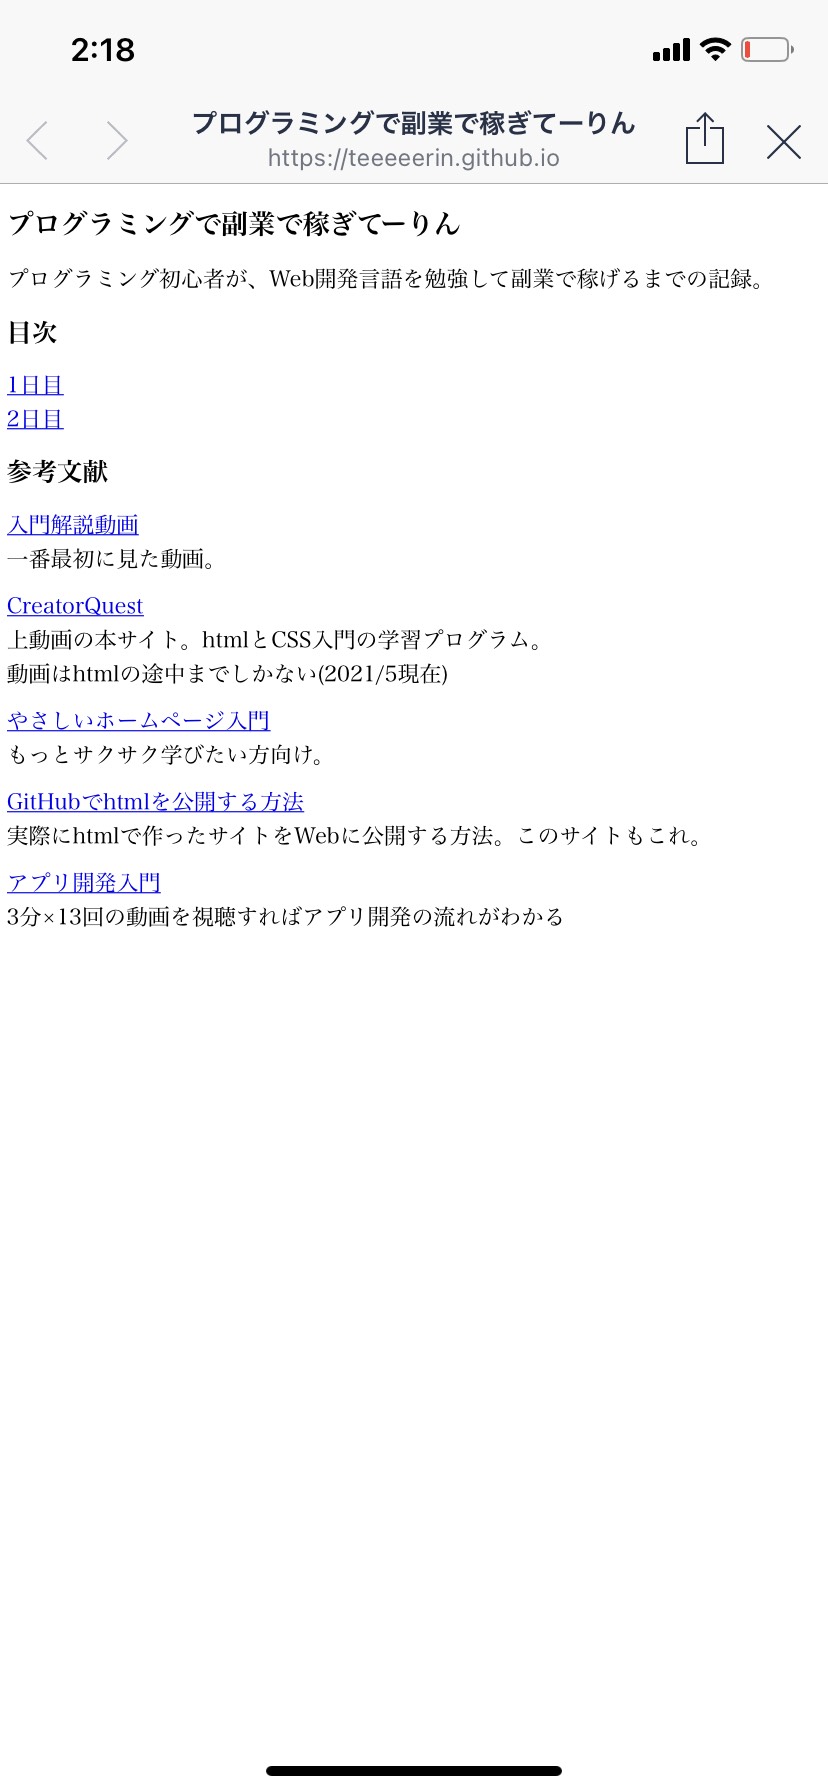 2:18
プログラミングで副業で稼ぎてーりん
https://teeeeerin.github.io
プログラミングで副業で稼ぎてーりん
プログラミング初心者が、Web開発言語を勉強して副業で稼げるまでの記録。
目次
1日目
2日目
参考文献
入門解説動画
一番最初に見た動画。
CreatorQuest
上動画の本サイト。htmlとCSS入門の学習プログラム。
動画はhtmlの途中までしかない(2021/5現在)
やさしいホームページ入門
もっとサクサク学びたい方向け。
GitHubでhtmlを公開する方法
実際にhtmlで作ったサイトをWebに公開する方法。このサイトもこれ。
アプリ開発入門
3分×13回の動画を視聴すればアプリ開発の流れがわかる